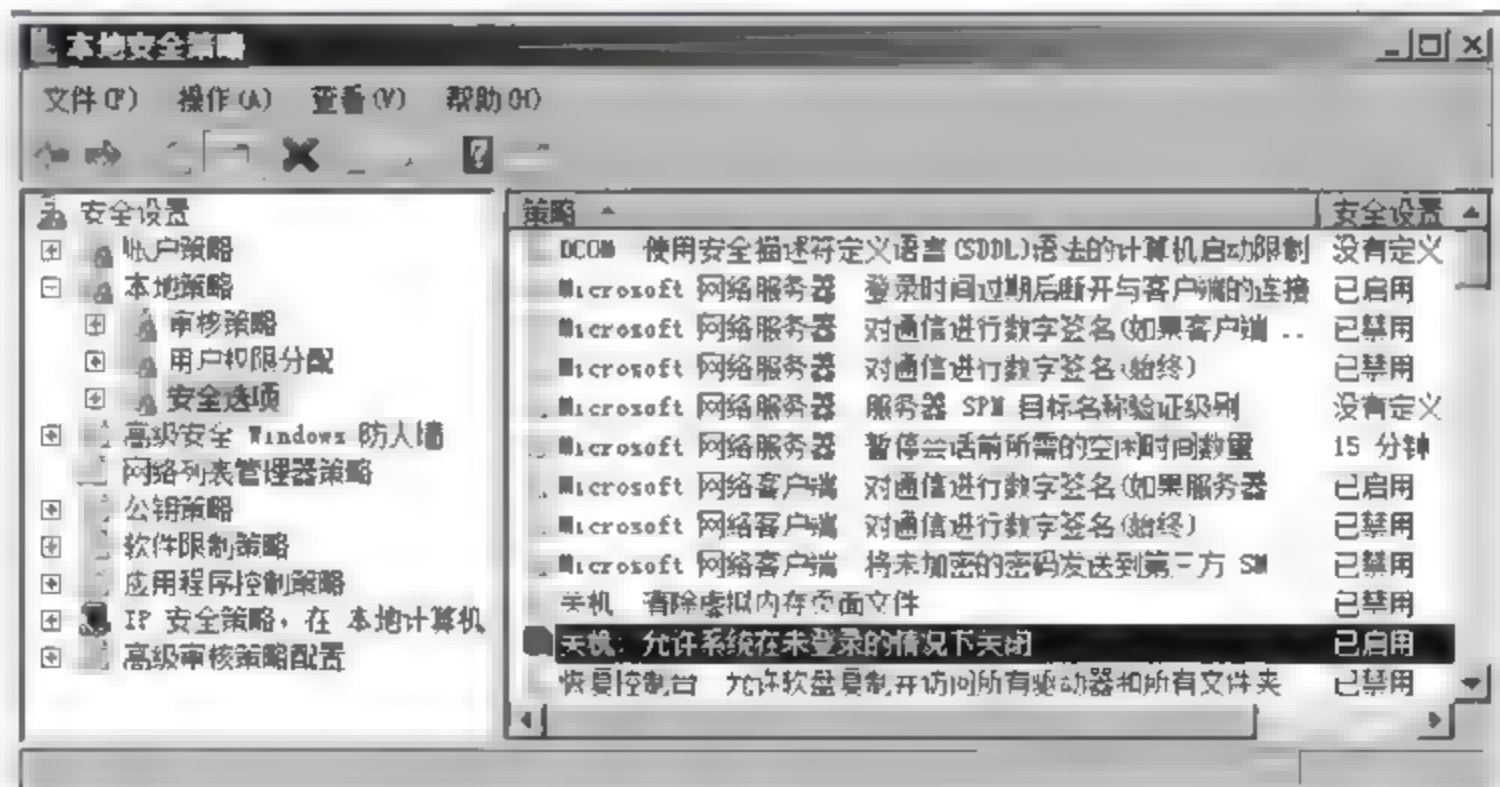 本地安全策略
文件(F) 操作(A) 查看(V) 帮助(H)
安全设置
账户策略
本地策略
审核策略
用户权限分配
安全选项
高级安全 Windows 防火墙
网络列表管理器策略
公钥策略
软件限制策略
应用程序控制策略
IP 安全策略，在 本地计算机
高级审核策略配置
策略 安全设置
DCOM 使用安全描述符定义语言(SDDL)语法的计算机启动限制 没有定义
Microsoft 网络服务器 登录时间过期后断开与客户端的连接 已启用
Microsoft 网络服务器 对通信进行数字签名(如果客户端 .. 已禁用
Microsoft 网络服务器 对通信进行数字签名(始终) 已禁用
Microsoft 网络服务器 服务器 SPN 目标名称验证级别 没有定义
Microsoft 网络服务器 暂停会话前所需的空闲时间数量 15 分钟
Microsoft 网络客户端 对通信进行数字签名(如果服务器 已启用
Microsoft 网络客户端 对通信进行数字签名(始终) 已禁用
Microsoft 网络客户端 将未加密的密码发送到第三方 SM 已禁用
关机 清除虚拟内存页面文件 已禁用
关机: 允许系统在未登录的情况下关闭 已启用
恢复控制台 允许软盘复制并访问所有驱动器和所有文件夹 已禁用